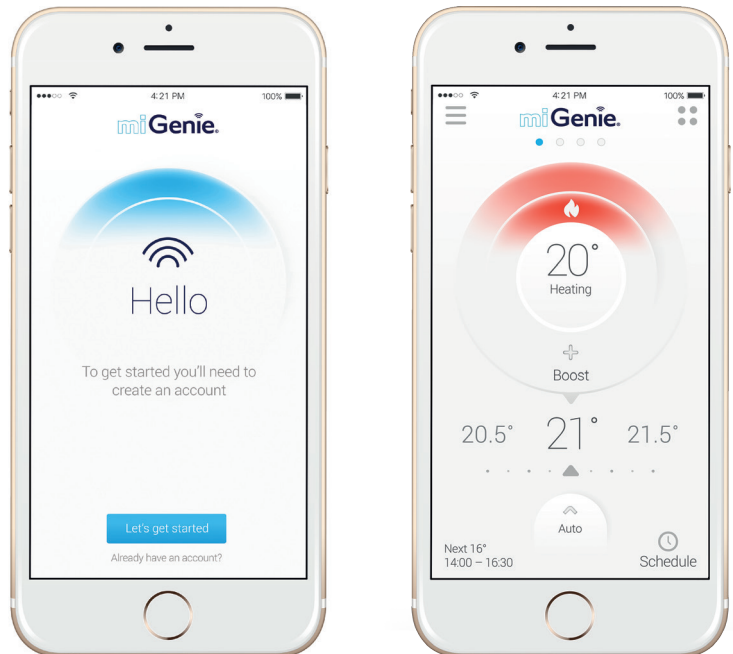 4:21 PM
100%
miGenie®
Hello
To get started you'll need to
create an account
Let's get started
Already have an account?
4:21 PM
100%
miGenie®
20°
Heating
Boost
20.5° 21° 21.5°
Auto
Next 16°
14:00 – 16:30
Schedule